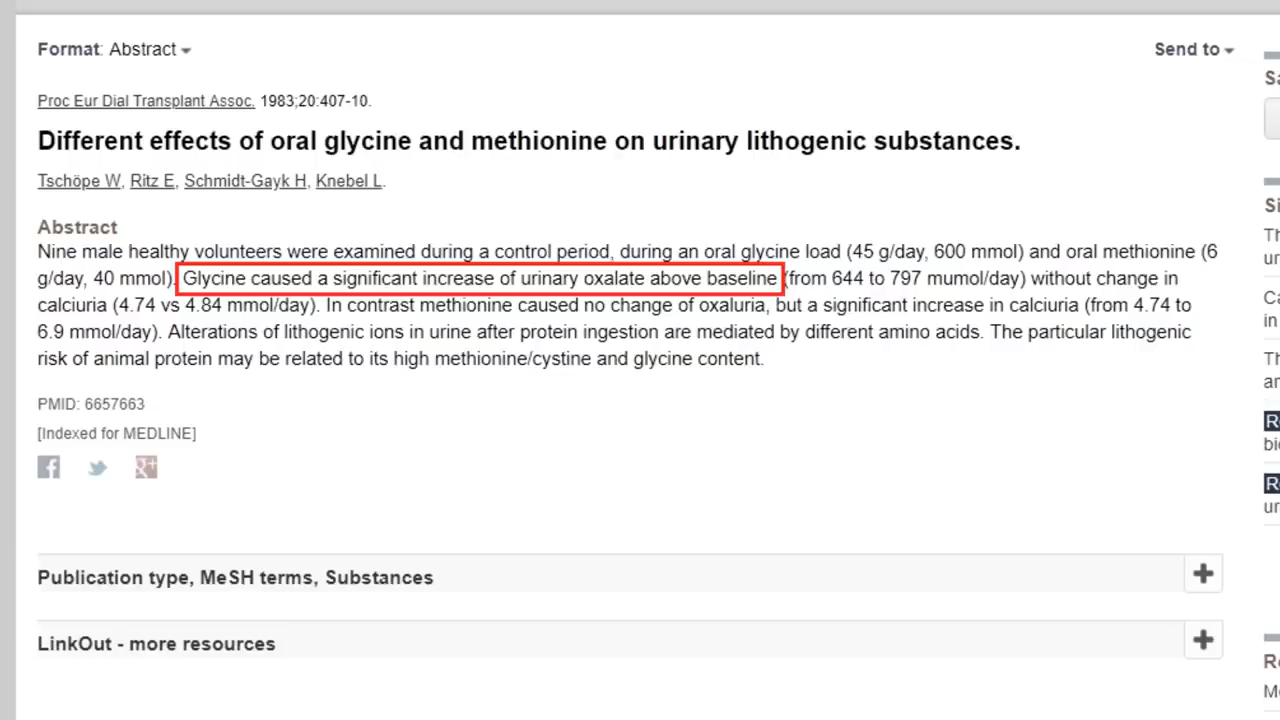 Format: Abstract
Send to
Proc Eur Dial Transplant Assoc. 1983;20:407-10.
Different effects of oral glycine and methionine on urinary lithogenic substances.
Tschöpe W, Ritz E, Schmidt-Gayk H, Knebel L.
Abstract
Nine male healthy volunteers were examined during a control period, during an oral glycine load (45 g/day, 600 mmol) and oral methionine (6
g/day, 40 mmol). Glycine caused a significant increase of urinary oxalate above baseline (from 644 to 797 mumol/day) without change in
calciuria (4.74 vs 4.84 mmol/day). In contrast methionine caused no change of oxaluria, but a significant increase in calciuria (from 4.74 to
6.9 mmol/day). Alterations of lithogenic ions in urine after protein ingestion are mediated by different amino acids. The particular lithogenic
risk of animal protein may be related to its high methionine/cystine and glycine content.
PMID: 6657663
[Indexed for MEDLINE]
Publication type, MeSH terms, Substances
LinkOut - more resources